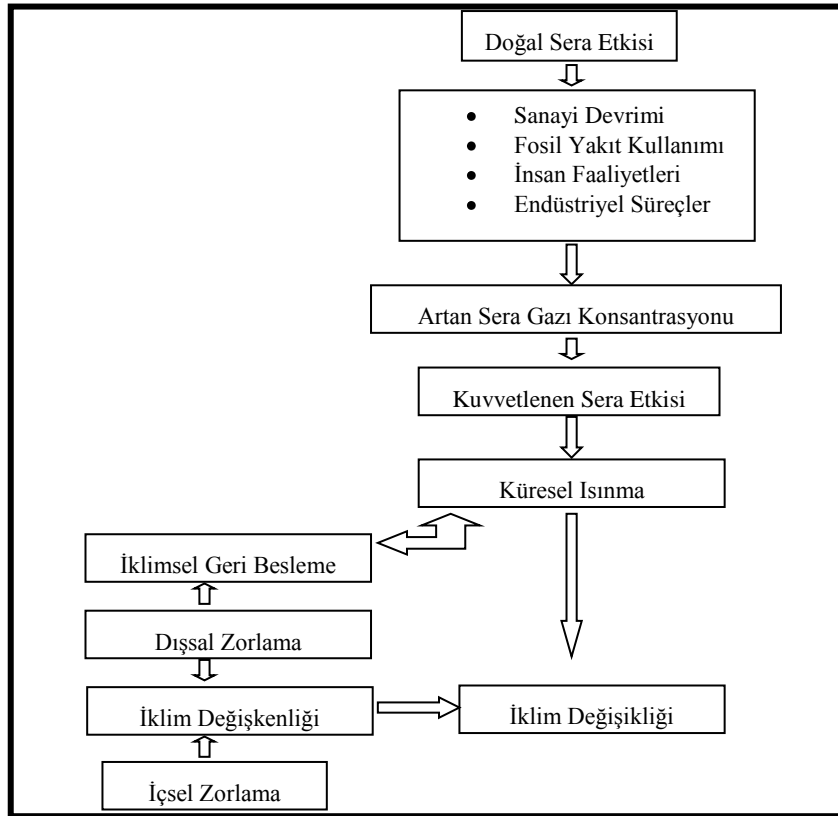 Doğal Sera Etkisi
• Sanayi Devrimi
• Fosil Yakıt Kullanımı
• İnsan Faaliyetleri
• Endüstriyel Süreçler
Artan Sera Gazı Konsantrasyonu
Kuvvetlenen Sera Etkisi
Küresel Isınma
İklimsel Geri Besleme
Dışsal Zorlama
İklim Değişkenliği
İklim Değişikliği
İçsel Zorlama